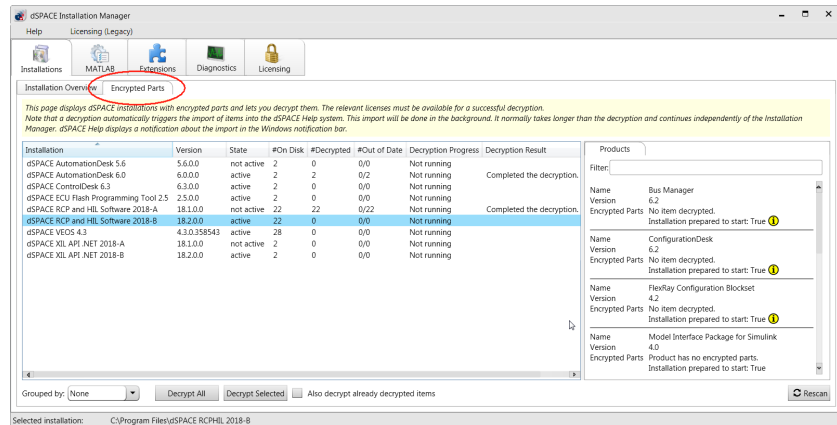 dSPACE Installation Manager
Help Licensing (Legacy)
Installations MATLAB Extensions Diagnostics Licensing
Installation Overview Encrypted Parts
This page displays dSPACE installations with encrypted parts and lets you decrypt them. The relevant licenses must be available for a successful decryption.
Note that a decryption automatically triggers the import of items into the dSPACE Help system. This import will be done in the background. It normally takes longer than the decryption and continues independently of the Installation
Manager. dSPACE Help displays a notification about the import in the Windows notification bar.
Installation Version State #On Disk #Decrypted #Out of Date Decryption Progress Decryption Result
dSPACE AutomationDesk 5.6 5.6.0.0 not active 2 0 0/0 Not running
dSPACE AutomationDesk 6.0 6.0.0.0 active 2 2 0/2 Not running Completed the decryption.
dSPACE ControlDesk 6.3 6.3.0.0 active 2 0 0/0 Not running
dSPACE ECU Flash Programming Tool 2.5 2.5.0.0 active 2 0 0/0 Not running
dSPACE RCP and HIL Software 2018-A 18.1.0.0 not active 22 22 0/22 Not running Completed the decryption.
dSPACE RCP and HIL Software 2018-B 18.2.0.0 active 22 0 0/0 Not running
dSPACE VEOS 4.3 4.3.0.358543 active 28 0 0/0 Not running
dSPACE XIL API .NET 2018-A 18.1.0.0 not active 2 0 0/0 Not running
dSPACE XIL API .NET 2018-B 18.2.0.0 active 2 0 0/0 Not running
Products
Filter:
Name Bus Manager
Version 6.2
Encrypted Parts No item decrypted.
Installation prepared to start: True
Name ConfigurationDesk
Version 6.2
Encrypted Parts No item decrypted.
Installation prepared to start: True
Name FlexRay Configuration Blockset
Version 4.2
Encrypted Parts No item decrypted.
Installation prepared to start: True
Name Model Interface Package for Simulink
Version 4.0
Encrypted Parts Product has no encrypted parts.
Installation prepared to start: True
Grouped by: None Decrypt All Decrypt Selected Also decrypt already decrypted items Rescan
Selected installation: C:\Program Files\dSPACE RCPHIL 2018-B